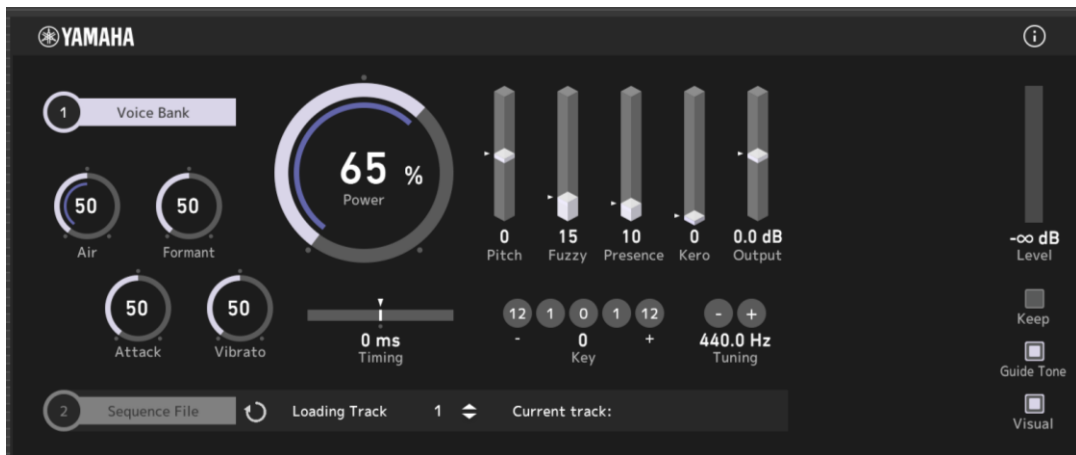 YAMAHA
i
1 Voice Bank
65 %
Power
50
Air
50
Formant
50
Attack
50
Vibrato
0
Pitch
15
Fuzzy
10
Presence
0
Kero
0.0 dB
Output
-∞ dB
Level
0 ms
Timing
12 1 0 1 12
- 0 +
Key
- +
440.0 Hz
Tuning
Keep
Guide Tone
Visual
2 Sequence File Loading Track 1 Current track: